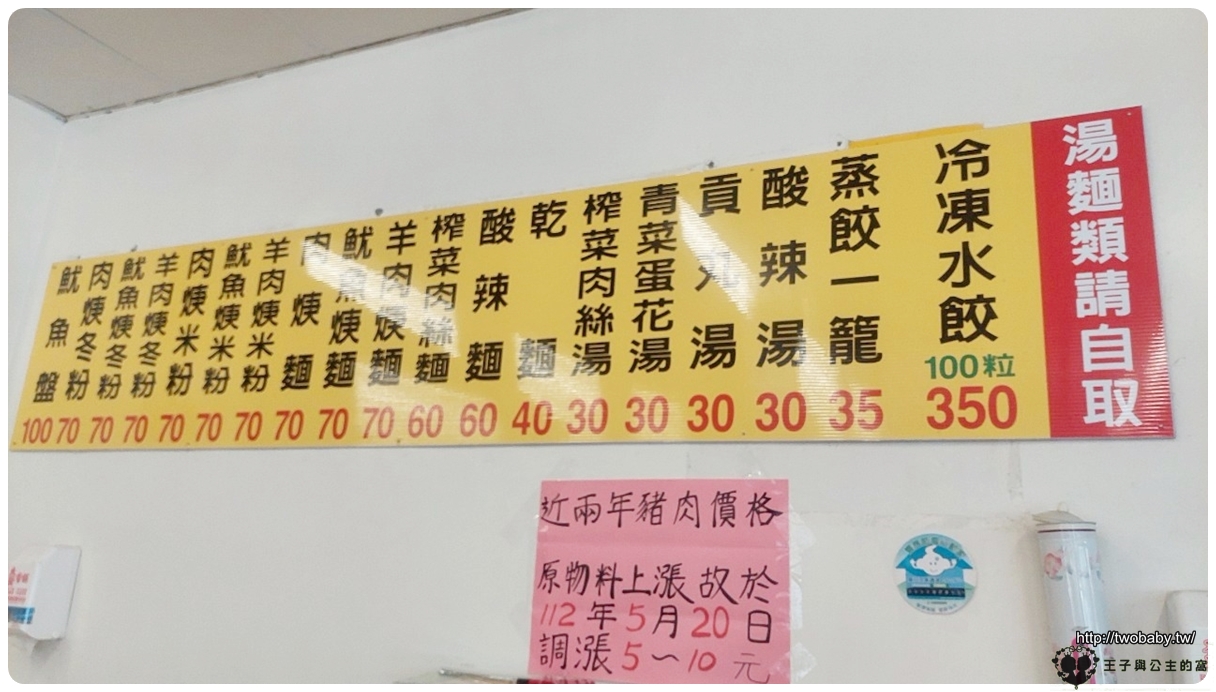 湯麵類請自取
冷凍水餃
100粒
350
蒸餃一籠
35
酸辣湯
30
貢丸湯
30
青菜蛋花湯
30
榨菜肉絲湯
30
乾麵
40
酸辣麵
60
榨菜肉絲麵
60
羊肉焿麵
70
魷魚焿麵
70
肉焿麵
70
羊肉焿米粉
70
魷魚焿米粉
70
肉焿米粉
70
羊肉焿冬粉
70
魷魚焿冬粉
70
肉焿冬粉
70
魷魚盤
100
近兩年豬肉價格
原物料上漲故於
112年5月20日
調漲5~10元
http://twobaby.tw/
王子與公主的窩